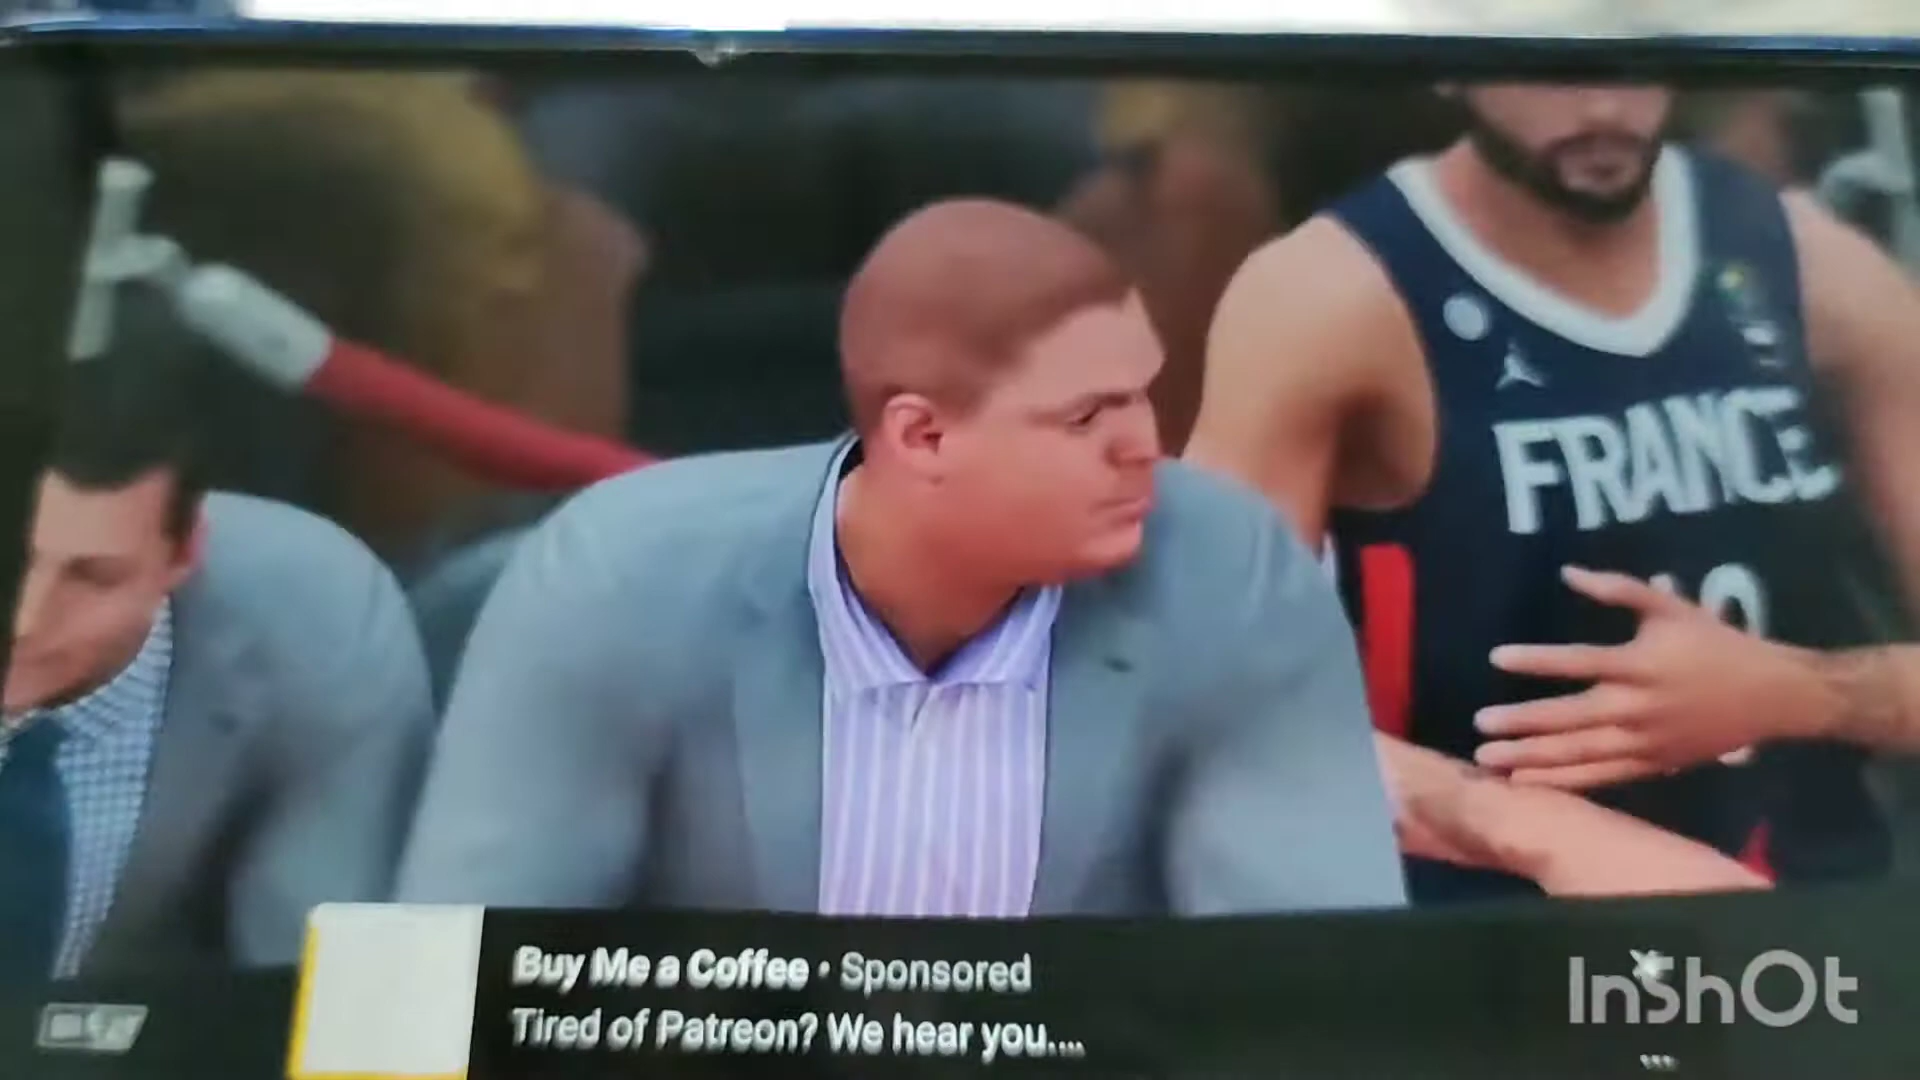 FRANCE
Buy Me a Coffee • Sponsored
Tired of Patreon? We hear you....
InShOt